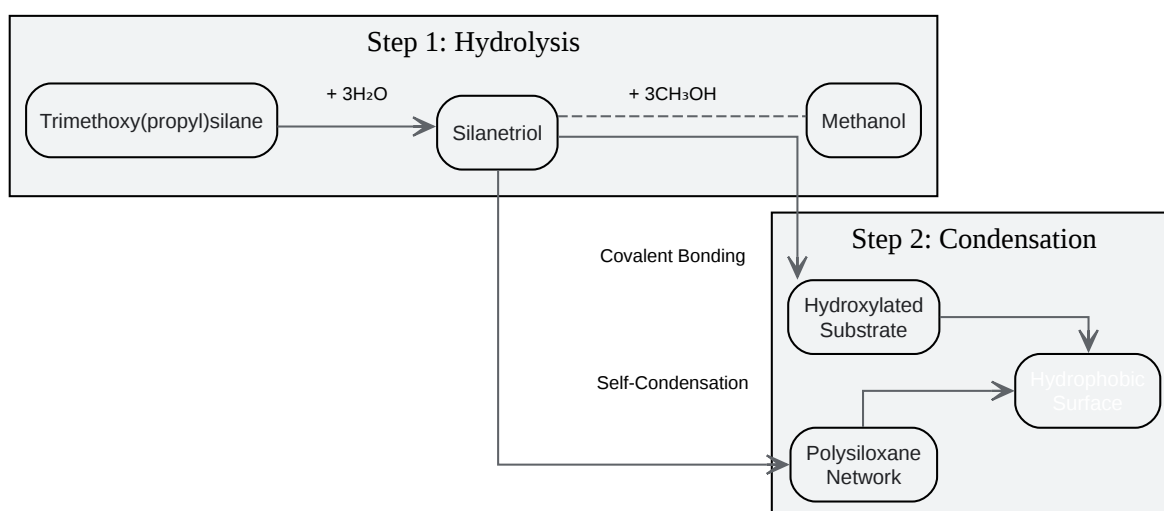 Step 1: Hydrolysis
+ 3H₂O
+ 3CH₃OH
Trimethoxy(propyl)silane
Silanetriol
Methanol
Step 2: Condensation
Covalent Bonding
Hydroxylated
Substrate
Hydrophobic
Surface
Self-Condensation
Polysiloxane
Network